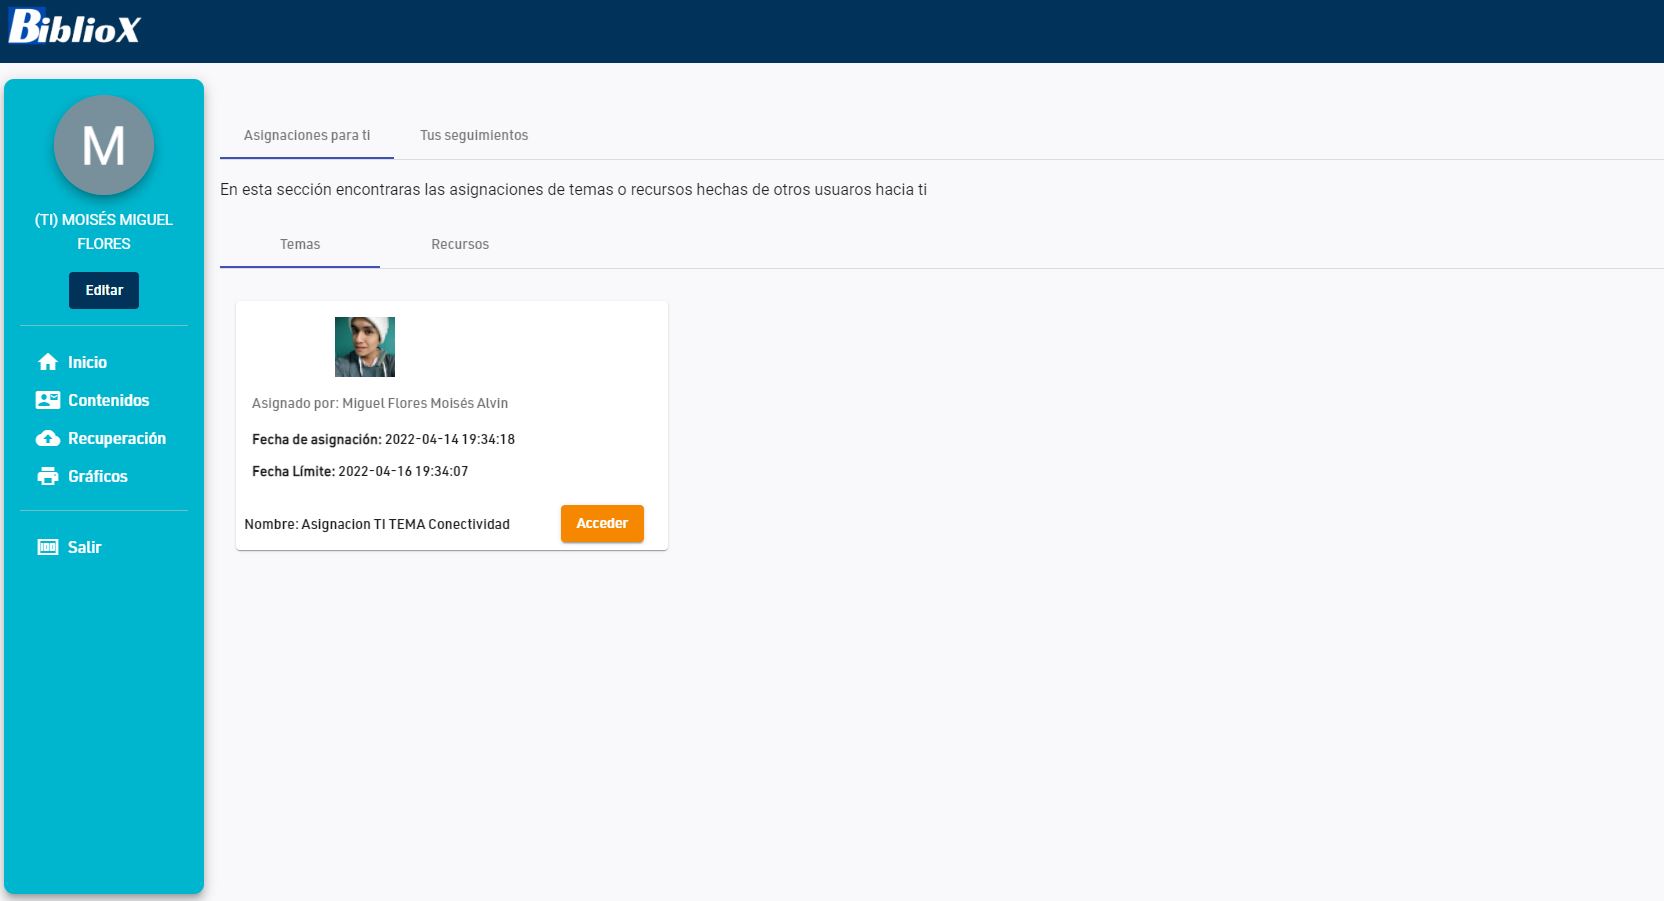 BiblioX
M
(TI) MOISÉS MIGUEL
FLORES
Editar
Inicio
Contenidos
Recuperación
Gráficos
Salir
Asignaciones para ti
Tus seguimientos
En esta sección encontraras las asignaciones de temas o recursos hechas de otros usuaros hacia ti
Temas
Recursos
Asignado por: Miguel Flores Moisés Alvin
Fecha de asignación: 2022-04-14 19:34:18
Fecha Límite: 2022-04-16 19:34:07
Nombre: Asignacion TI TEMA Conectividad
Acceder